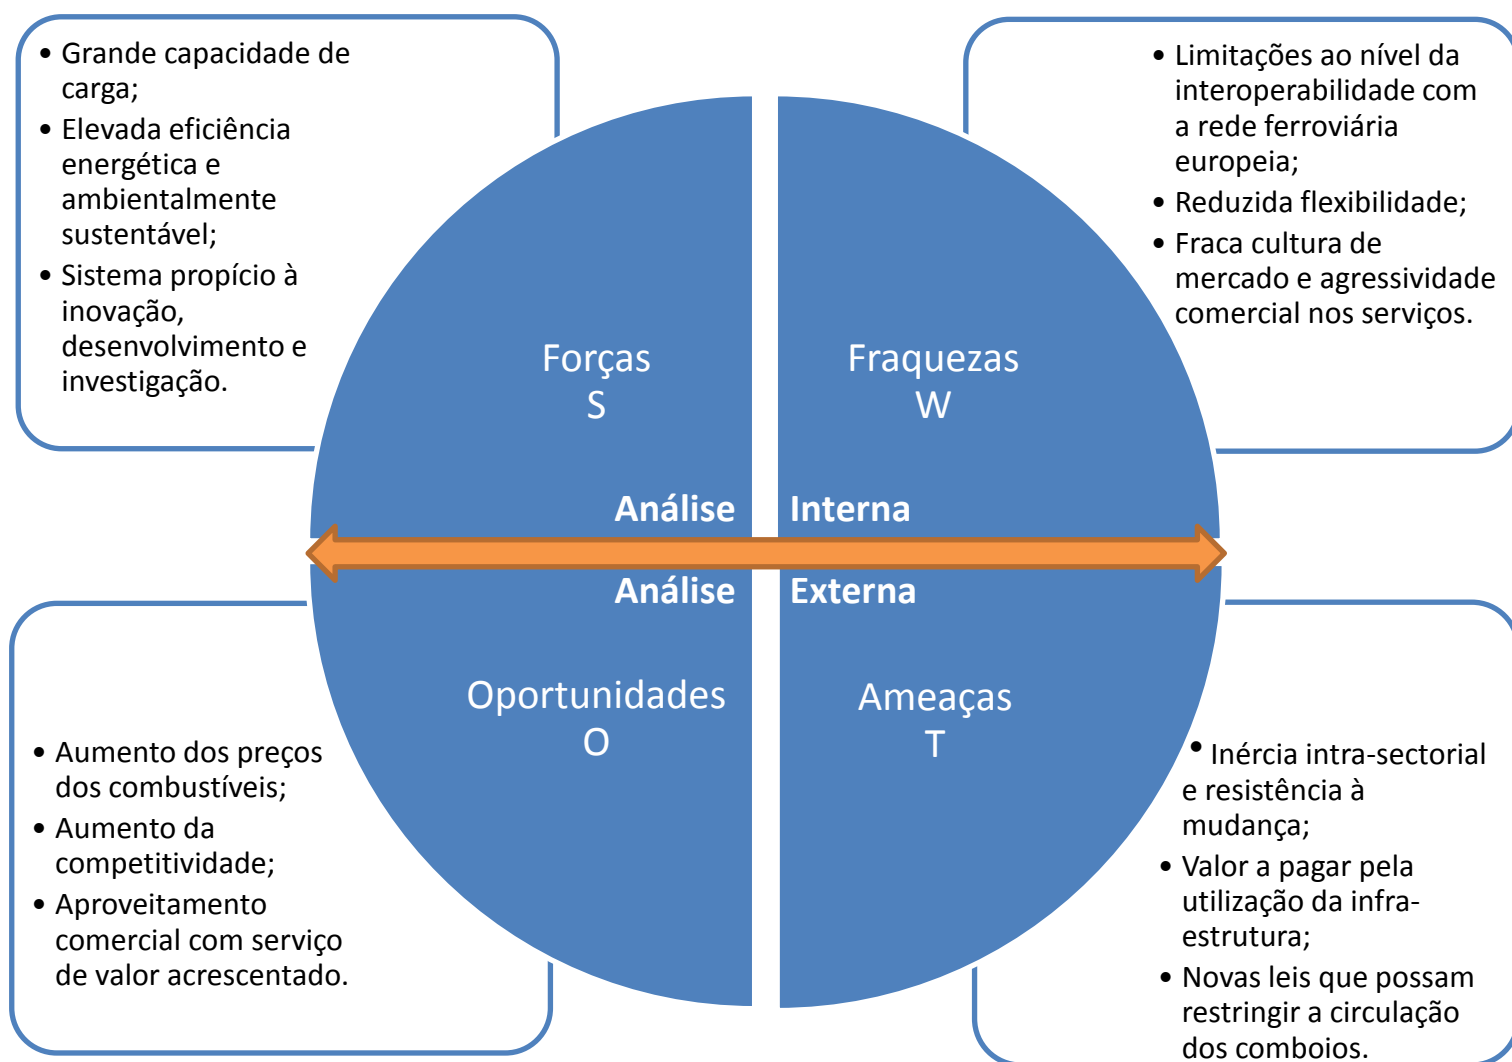 • Grande capacidade de
carga;
• Elevada eficiência
energética e
ambientalmente
sustentável;
• Sistema propício à
inovação,
desenvolvimento e
investigação.
• Limitações ao nível da
interoperabilidade com
a rede ferroviária
europeia;
• Reduzida flexibilidade;
• Fraca cultura de
mercado e agressividade
comercial nos serviços.
Forças
S
Fraquezas
W
Análise Interna
Análise Externa
Oportunidades
O
Ameaças
T
• Aumento dos preços
dos combustíveis;
• Aumento da
competitividade;
• Aproveitamento
comercial com serviço
de valor acrescentado.
• Inércia intra-sectorial
e resistência à
mudança;
• Valor a pagar pela
utilização da infra-
estrutura;
• Novas leis que possam
restringir a circulação
dos comboios.